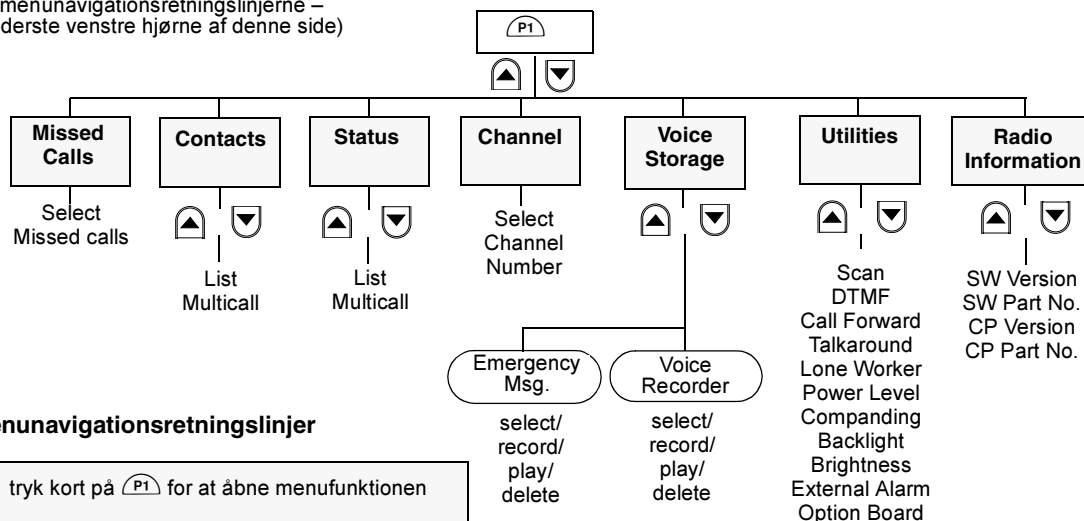 menunavigationsretningslinjerne –
derste venstre hjørne af denne side)
P1
Missed
Calls
Contacts
Status
Channel
Voice
Storage
Utilities
Radio
Information
Select
Missed calls
List
Multicall
List
Multicall
Select
Channel
Number
Emergency
Msg.
select/
record/
play/
delete
Voice
Recorder
select/
record/
play/
delete
Scan
DTMF
Call Forward
Talkaround
Lone Worker
Power Level
Companding
Backlight
Brightness
External Alarm
Option Board
SW Version
SW Part No.
CP Version
CP Part No.
enunavigationsretningslinjer
tryk kort på P1 for at åbne menufunktionen